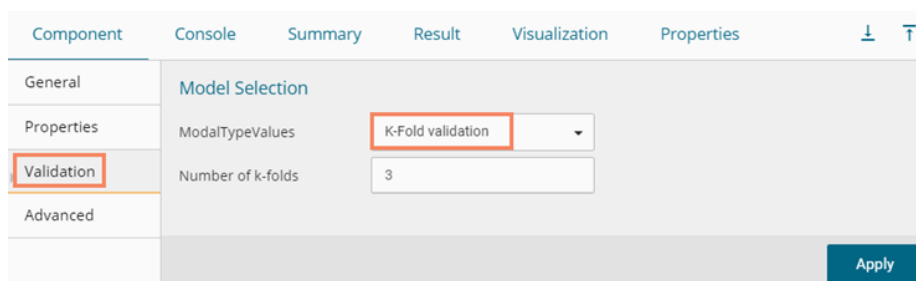 Component Console Summary Result Visualization Properties
General
Model Selection
Properties
ModalTypeValues K-Fold validation
Validation
Number of k-folds 3
Advanced
Apply